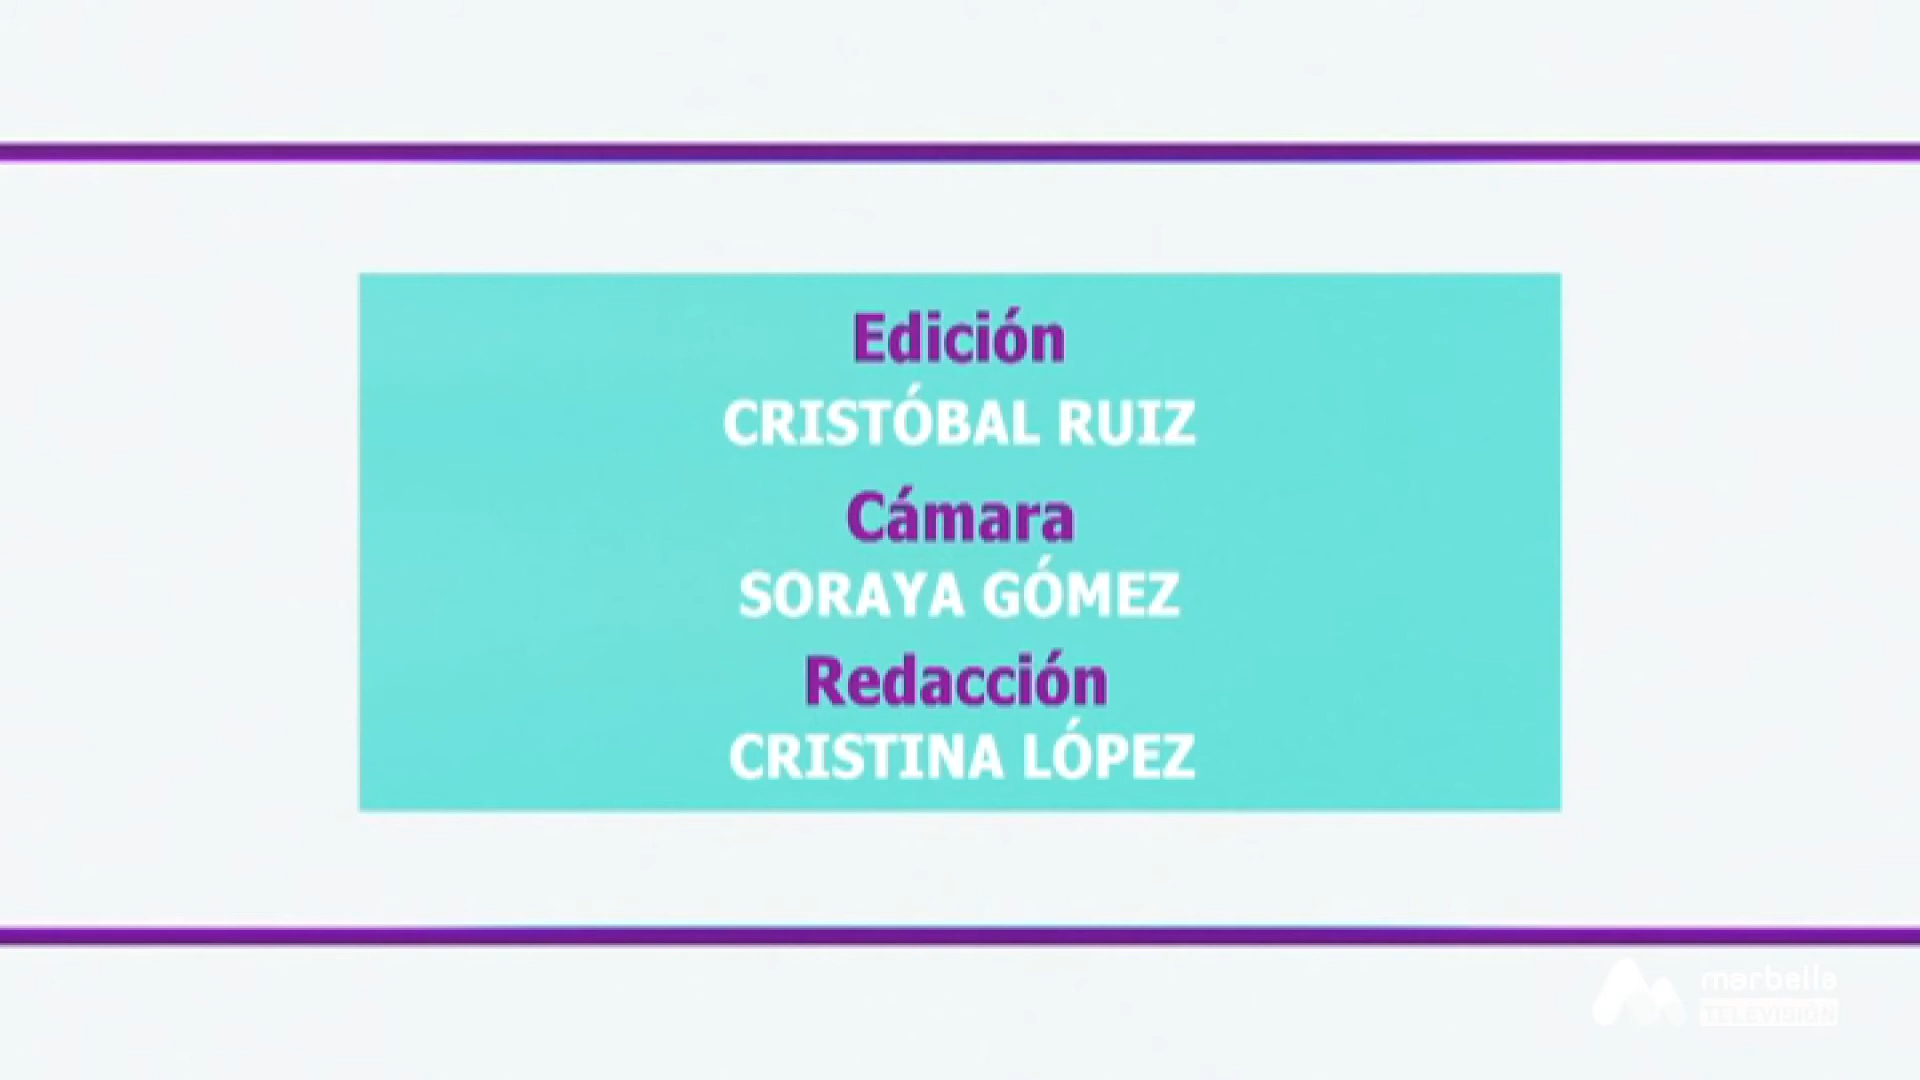 Edición
CRISTÓBAL RUIZ
Cámara
SORAYA GÓMEZ
Redacción
CRISTINA LÓPEZ
marbella
TELEVISIÓN